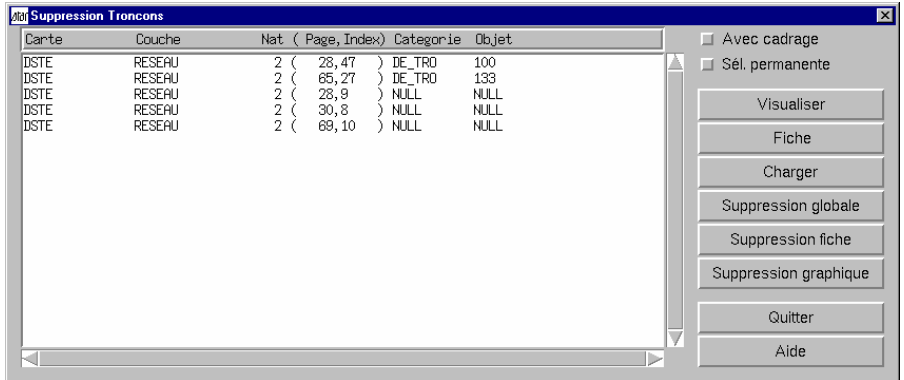 Suppression Troncons
Carte Couche Nat ( Page,Index) Categorie Objet
DSTE RESEAU 2 ( 28,47 ) DE_TRO 100
DSTE RESEAU 2 ( 65,27 ) DE_TRO 133
DSTE RESEAU 2 ( 28,9 ) NULL NULL
DSTE RESEAU 2 ( 30,8 ) NULL NULL
DSTE RESEAU 2 ( 69,10 ) NULL NULL
Avec cadrage
Sél. permanente
Visualiser
Fiche
Charger
Suppression globale
Suppression fiche
Suppression graphique
Quitter
Aide